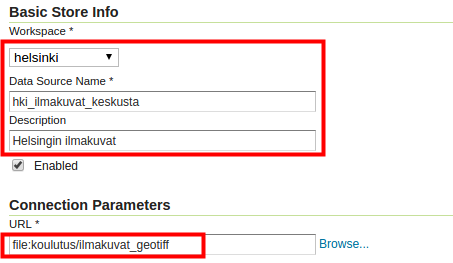 Basic Store Info
Workspace *
helsinki
Data Source Name *
hki_ilmakuvat_keskusta
Description
Helsingin ilmakuvat
Enabled
Connection Parameters
URL *
file:koulutus/ilmakuvat_geotiff Browse...